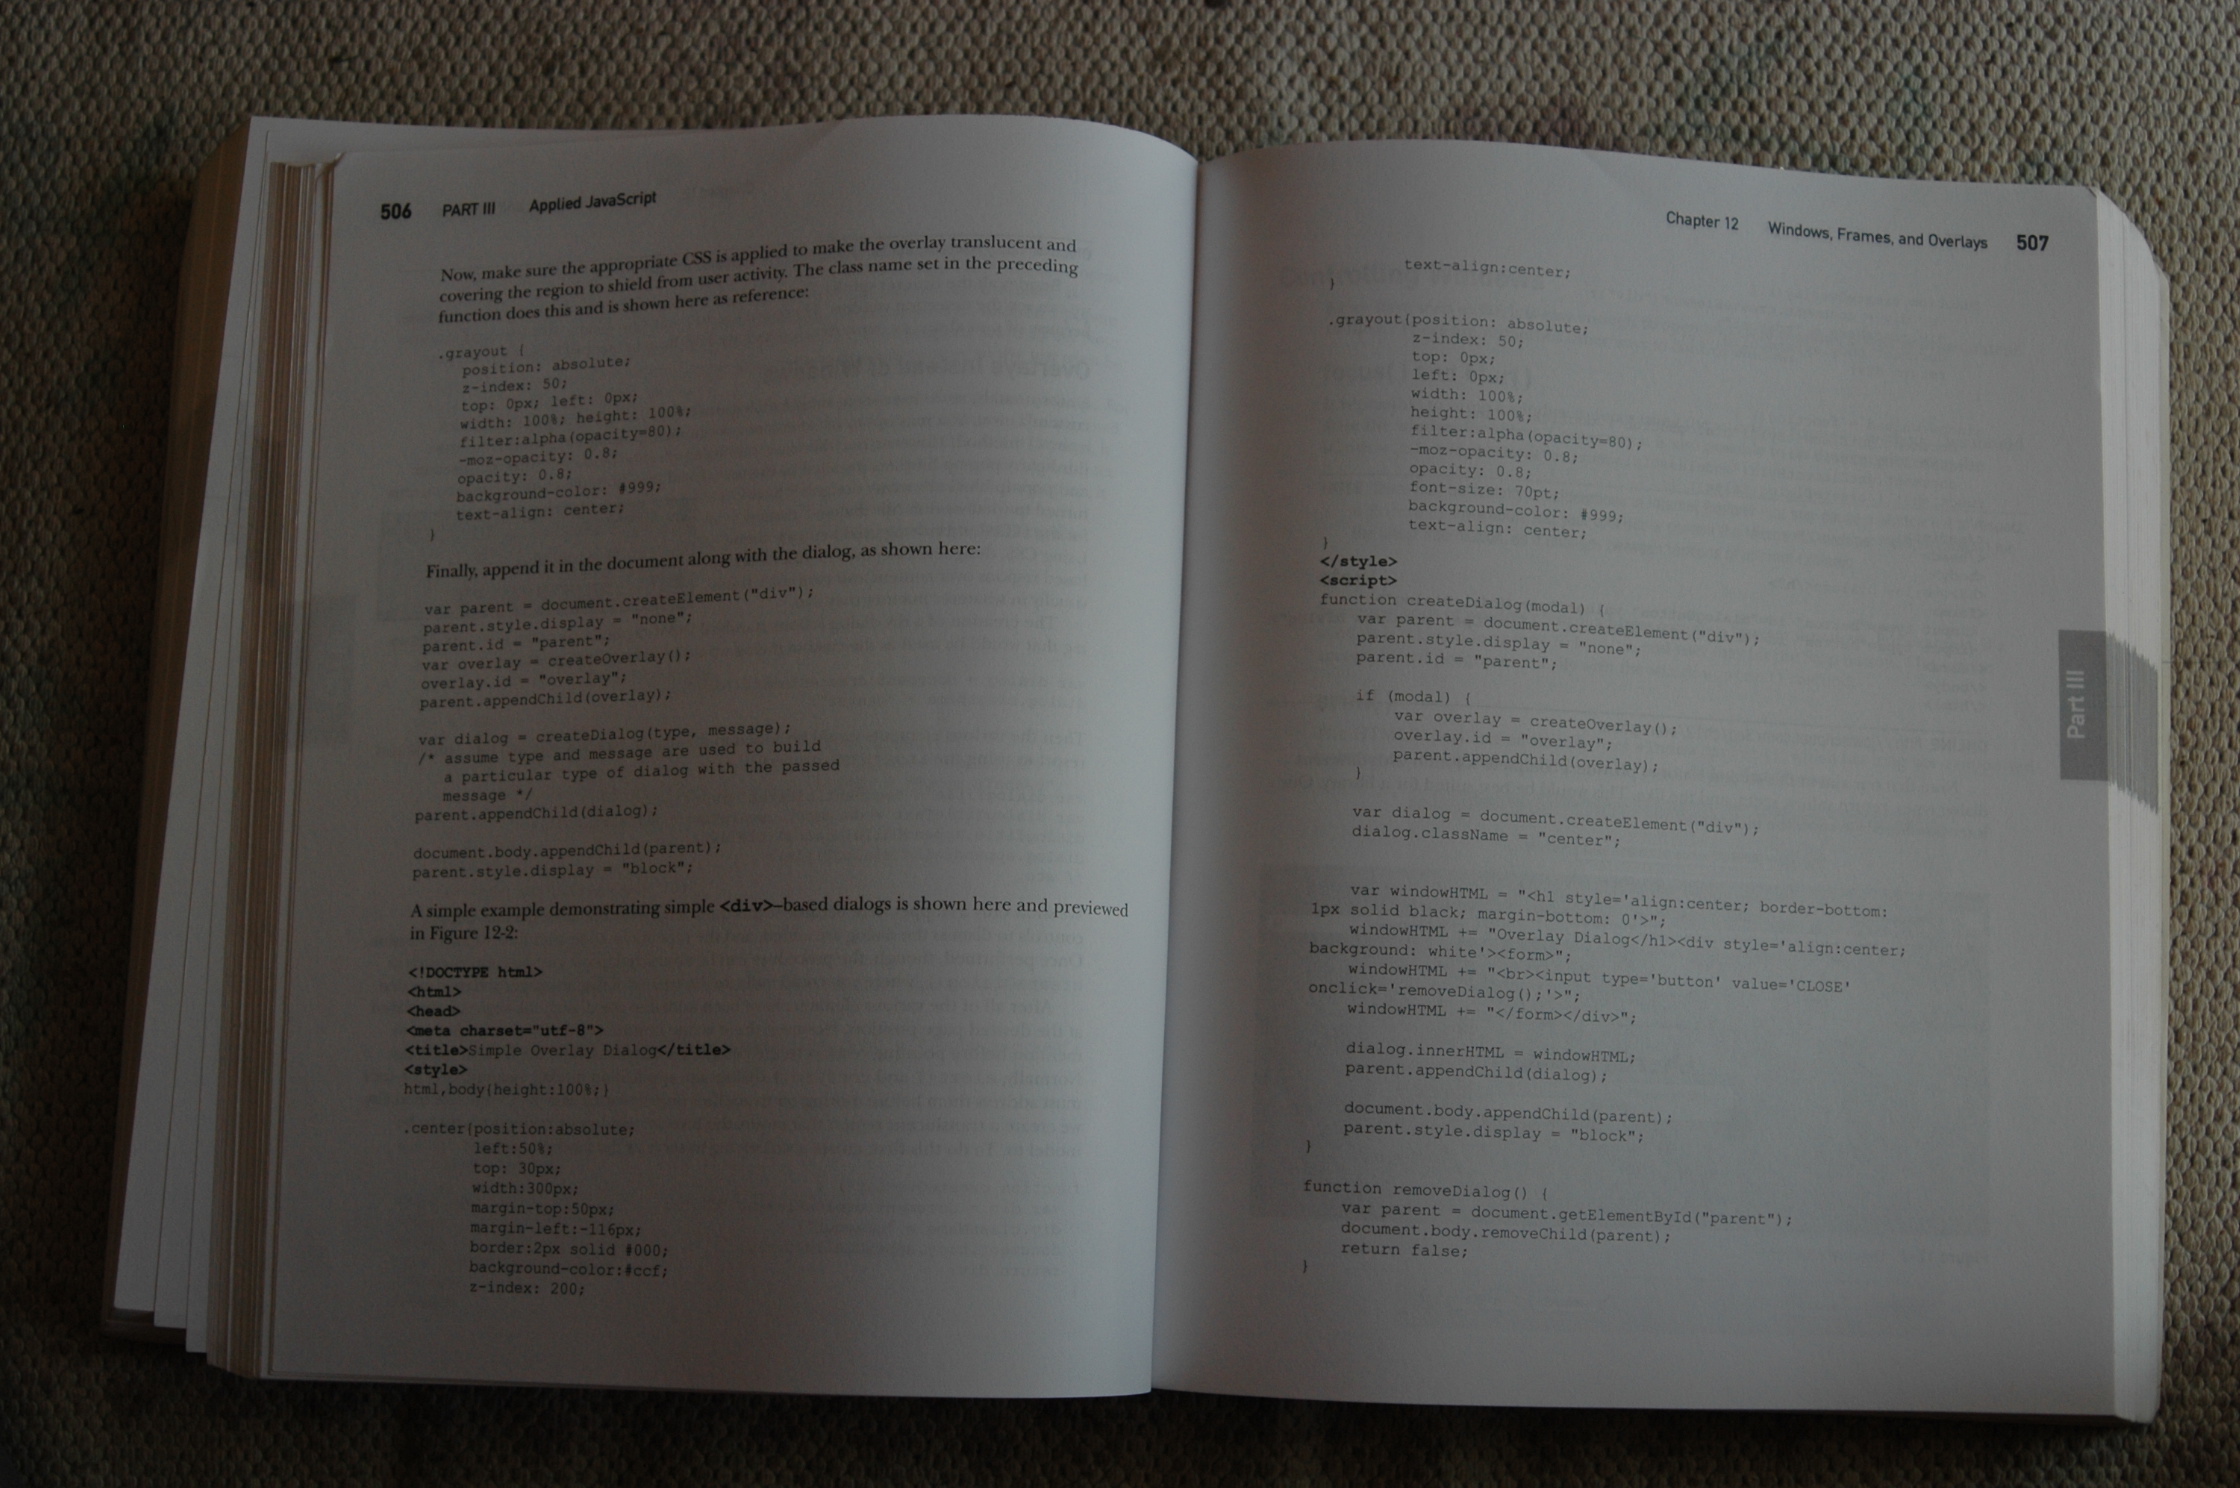 506 PART III Applied JavaScript
Now, make sure the appropriate CSS is applied to make the overlay translucent and
covering the region to shield from user activity. The class name set in the preceding
function does this and is shown here as reference:
.grayout {
position: absolute;
z-index: 50;
top: 0px; left: 0px;
width: 100%; height: 100%;
filter:alpha(opacity=80);
-moz-opacity: 0.8;
opacity: 0.8;
background-color: #999;
text-align: center;
}
Finally, append it in the document along with the dialog, as shown here:
var parent = document.createElement("div");
parent.style.display = "none";
parent.id = "parent";
var overlay = createOverlay();
overlay.id = "overlay";
parent.appendChild(overlay);
var dialog = createDialog(type, message);
/* assume type and message are used to build
a particular type of dialog with the passed
message */
parent.appendChild(dialog);
document.body.appendChild(parent);
parent.style.display = "block";
A simple example demonstrating simple <div>–based dialogs is shown here and previewed
in Figure 12-2:
<!DOCTYPE html>
<html>
<head>
<meta charset="utf-8">
<title>Simple Overlay Dialog</title>
<style>
html,body{height:100%;}
.center{position:absolute;
left:50%;
top: 30px;
width:300px;
margin-top:50px;
margin-left:-116px;
border:2px solid #000;
background-color:#ccf;
z-index: 200;
Chapter 12 Windows, Frames, and Overlays 507
text-align:center;
}
.grayout{position: absolute;
z-index: 50;
top: 0px;
left: 0px;
width: 100%;
height: 100%;
filter:alpha(opacity=80);
-moz-opacity: 0.8;
opacity: 0.8;
font-size: 70pt;
background-color: #999;
text-align: center;
}
</style>
<script>
function createDialog(modal) {
var parent = document.createElement("div");
parent.style.display = "none";
parent.id = "parent";
if (modal) {
var overlay = createOverlay();
overlay.id = "overlay";
parent.appendChild(overlay);
}
var dialog = document.createElement("div");
dialog.className = "center";
var windowHTML = "<h1 style='align:center; border-bottom:
1px solid black; margin-bottom: 0'>";
windowHTML += "Overlay Dialog</h1><div style='align:center;
background: white'><form>";
windowHTML += "<br><input type='button' value='CLOSE'
onclick='removeDialog();'>";
windowHTML += "</form></div>";
dialog.innerHTML = windowHTML;
parent.appendChild(dialog);
document.body.appendChild(parent);
parent.style.display = "block";
}
function removeDialog() {
var parent = document.getElementById("parent");
document.body.removeChild(parent);
return false;
}
Part III